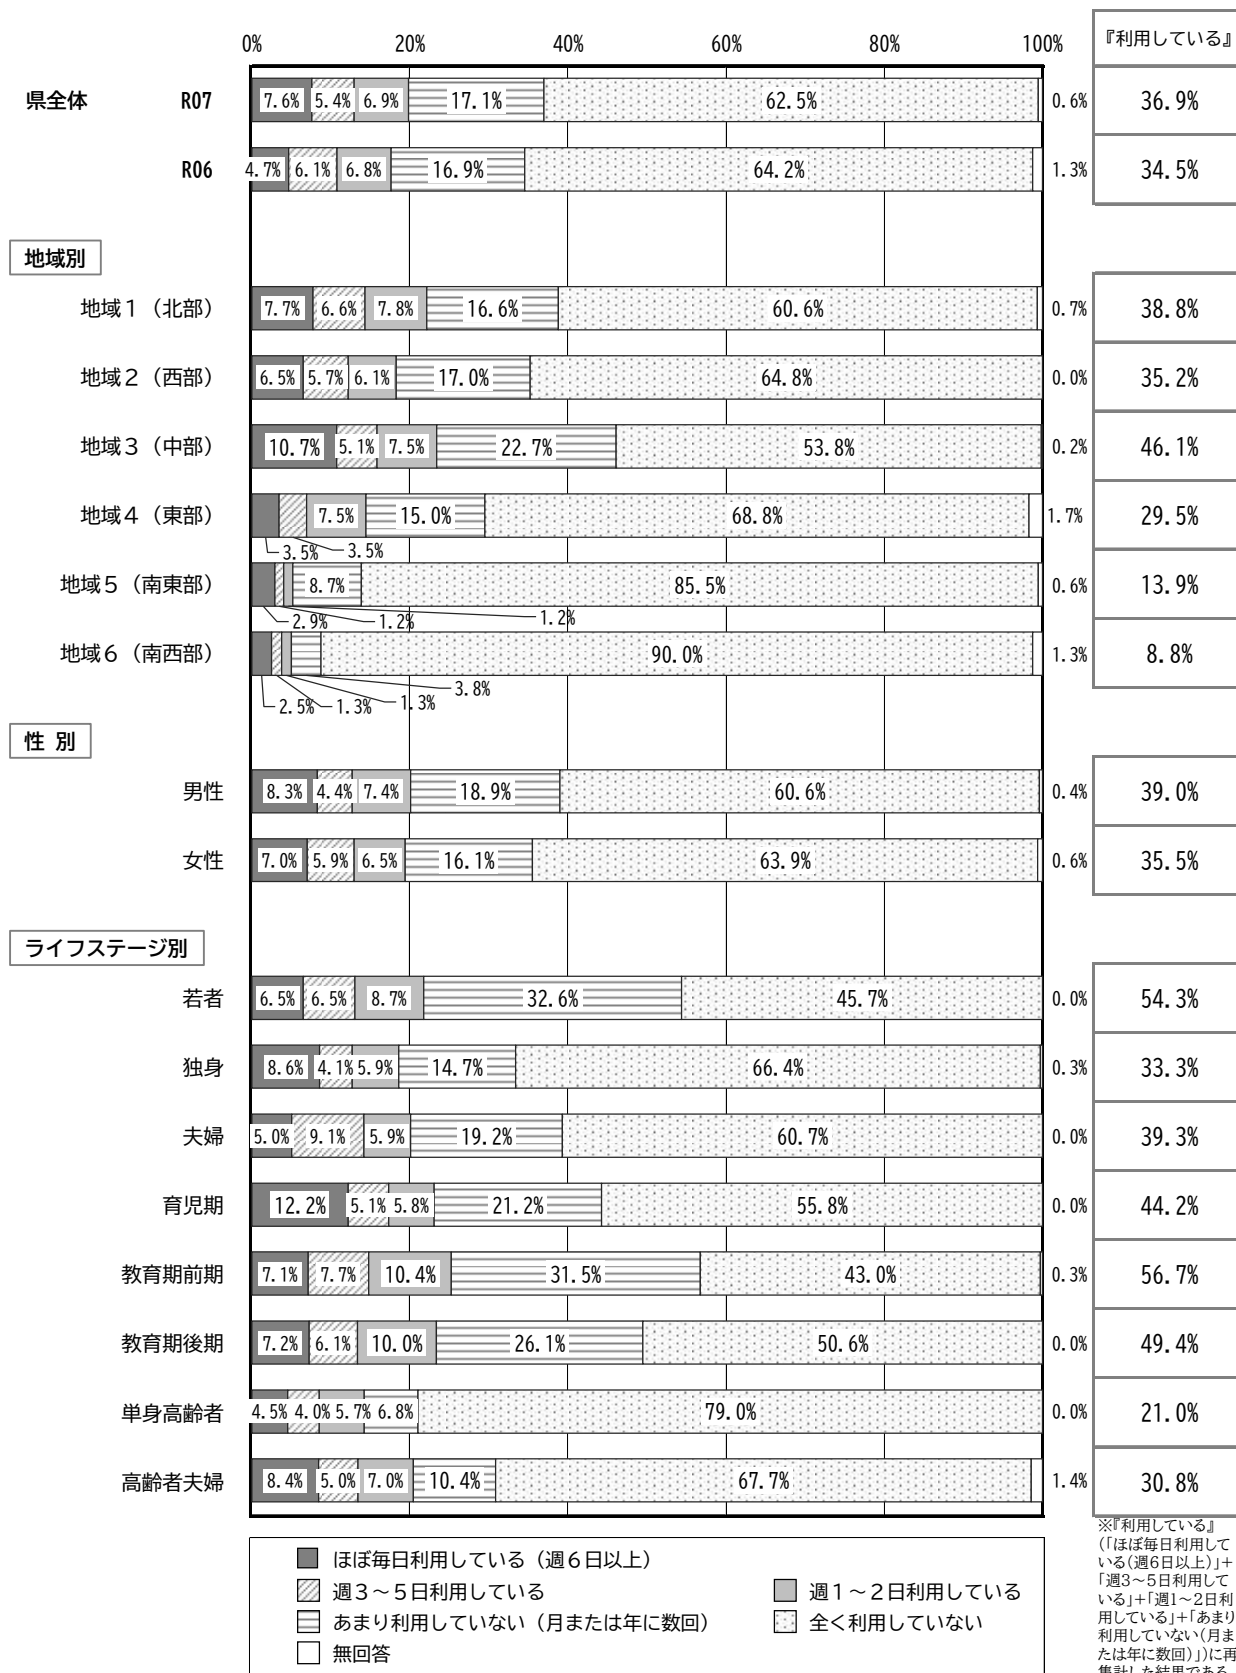 0% 20% 40% 60% 80% 100% 『利用している』
県全体 R07 7.6% 5.4% 6.9% 17.1% 62.5% 0.6% 36.9%
R06 4.7% 6.1% 6.8% 16.9% 64.2% 1.3% 34.5%
地域別
地域1（北部） 7.7% 6.6% 7.8% 16.6% 60.6% 0.7% 38.8%
地域2（西部） 6.5% 5.7% 6.1% 17.0% 64.8% 0.0% 35.2%
地域3（中部） 10.7% 5.1% 7.5% 22.7% 53.8% 0.2% 46.1%
地域4（東部） 7.5% 15.0% 68.8% 1.7% 29.5%
3.5% 3.5%
地域5（南東部） 8.7% 85.5% 0.6% 13.9%
2.9% 1.2% 1.2%
地域6（南西部） 90.0% 1.3% 8.8%
2.5% 1.3% 1.3% 3.8%
性 別
男性 8.3% 4.4% 7.4% 18.9% 60.6% 0.4% 39.0%
女性 7.0% 5.9% 6.5% 16.1% 63.9% 0.6% 35.5%
ライフステージ別
若者 6.5% 6.5% 8.7% 32.6% 45.7% 0.0% 54.3%
独身 8.6% 4.1% 5.9% 14.7% 66.4% 0.3% 33.3%
夫婦 5.0% 9.1% 5.9% 19.2% 60.7% 0.0% 39.3%
育児期 12.2% 5.1% 5.8% 21.2% 55.8% 0.0% 44.2%
教育期前期 7.1% 7.7% 10.4% 31.5% 43.0% 0.3% 56.7%
教育期後期 7.2% 6.1% 10.0% 26.1% 50.6% 0.0% 49.4%
単身高齢者 4.5% 4.0% 5.7% 6.8% 79.0% 0.0% 21.0%
高齢者夫婦 8.4% 5.0% 7.0% 10.4% 67.7% 1.4% 30.8%
ほぼ毎日利用している（週6日以上）
週3～5日利用している 週1～2日利用している
あまり利用していない（月または年に数回） 全く利用していない
無回答
※『利用している』
(「ほぼ毎日利用して
いる(週6日以上)」＋
「週3～5日利用して
いる」＋「週1～2日利
用している」＋「あまり
利用していない(月ま
たは年に数回)」)に再
集計した結果である